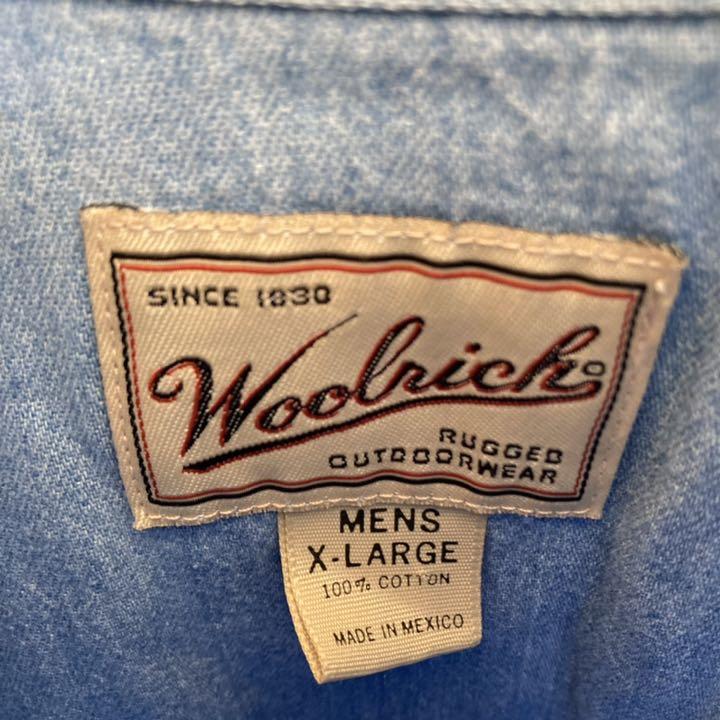 SINCE 1830
Woolrich®
RUGGED
OUTDOORWEAR
MENS
X-LARGE
100% COTTON
MADE IN MEXICO